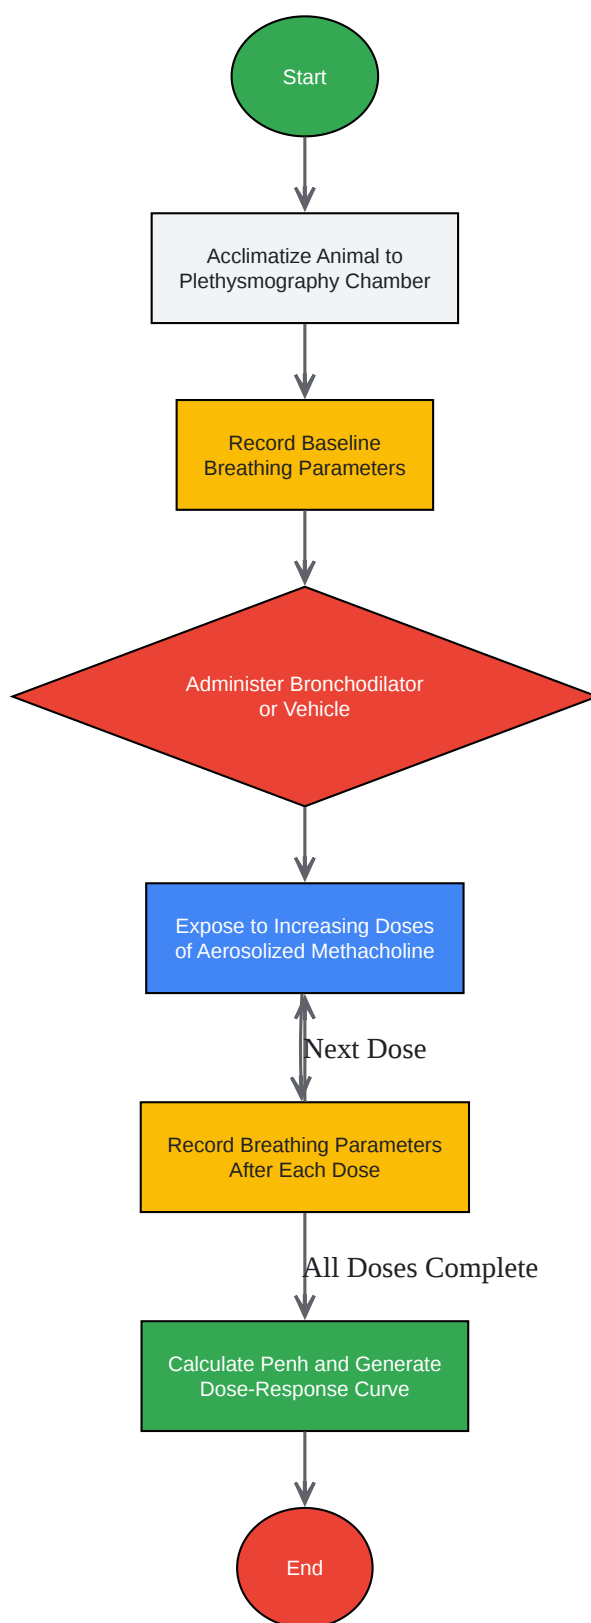 Start
Acclimatize Animal to
Plethysmography Chamber
Record Baseline
Breathing Parameters
Administer Bronchodilator
or Vehicle
Expose to Increasing Doses
of Aerosolized Methacholine
Next Dose
Record Breathing Parameters
After Each Dose
All Doses Complete
Calculate Penh and Generate
Dose-Response Curve
End